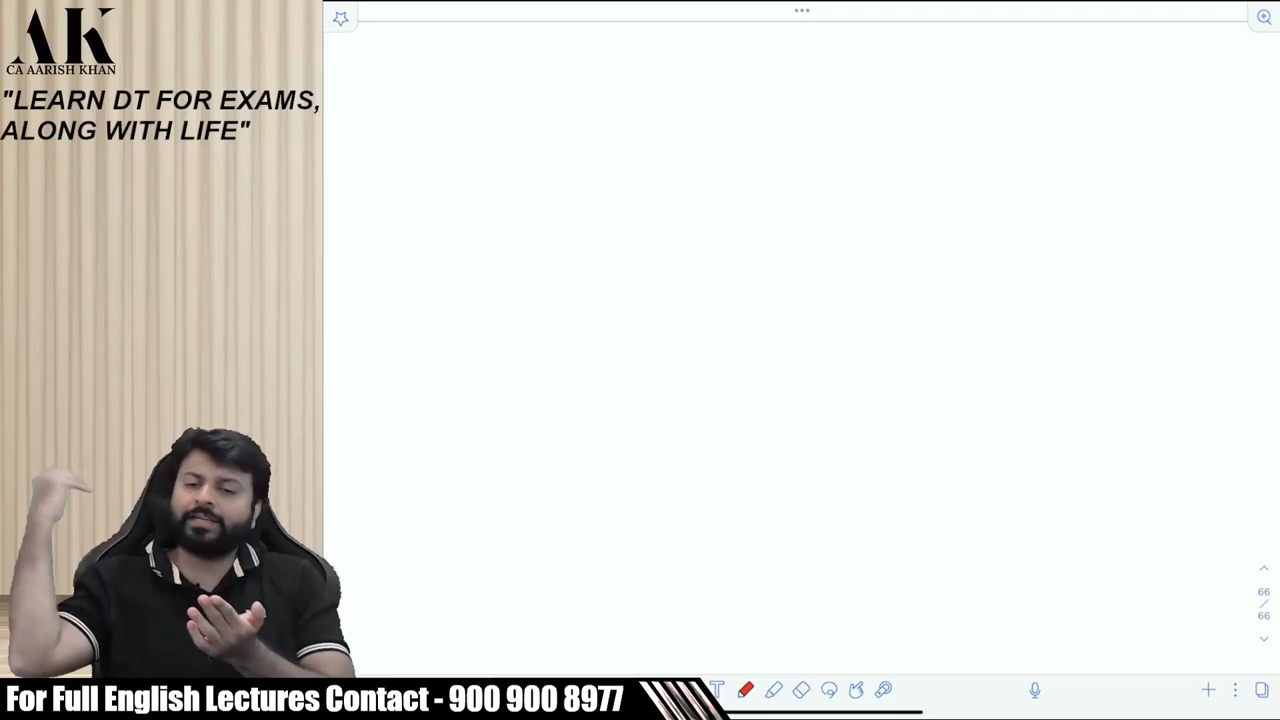 AK
CA AARISH KHAN
"LEARN DT FOR EXAMS,
ALONG WITH LIFE"
66
66
For Full English Lectures Contact - 900 900 8977